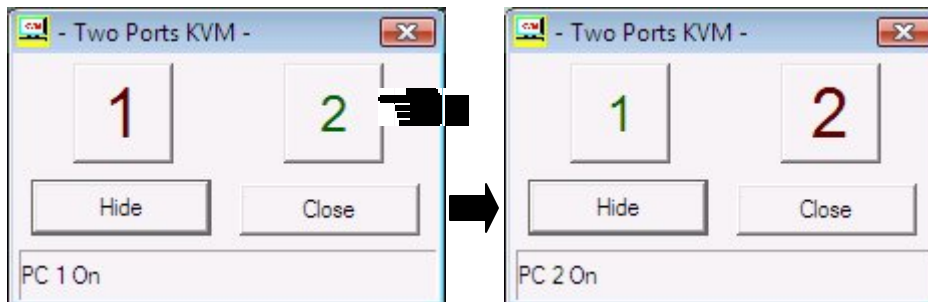 - Two Ports KVM -
1 2
Hide Close
PC 1 On
- Two Ports KVM -
1 2
Hide Close
PC 2 On